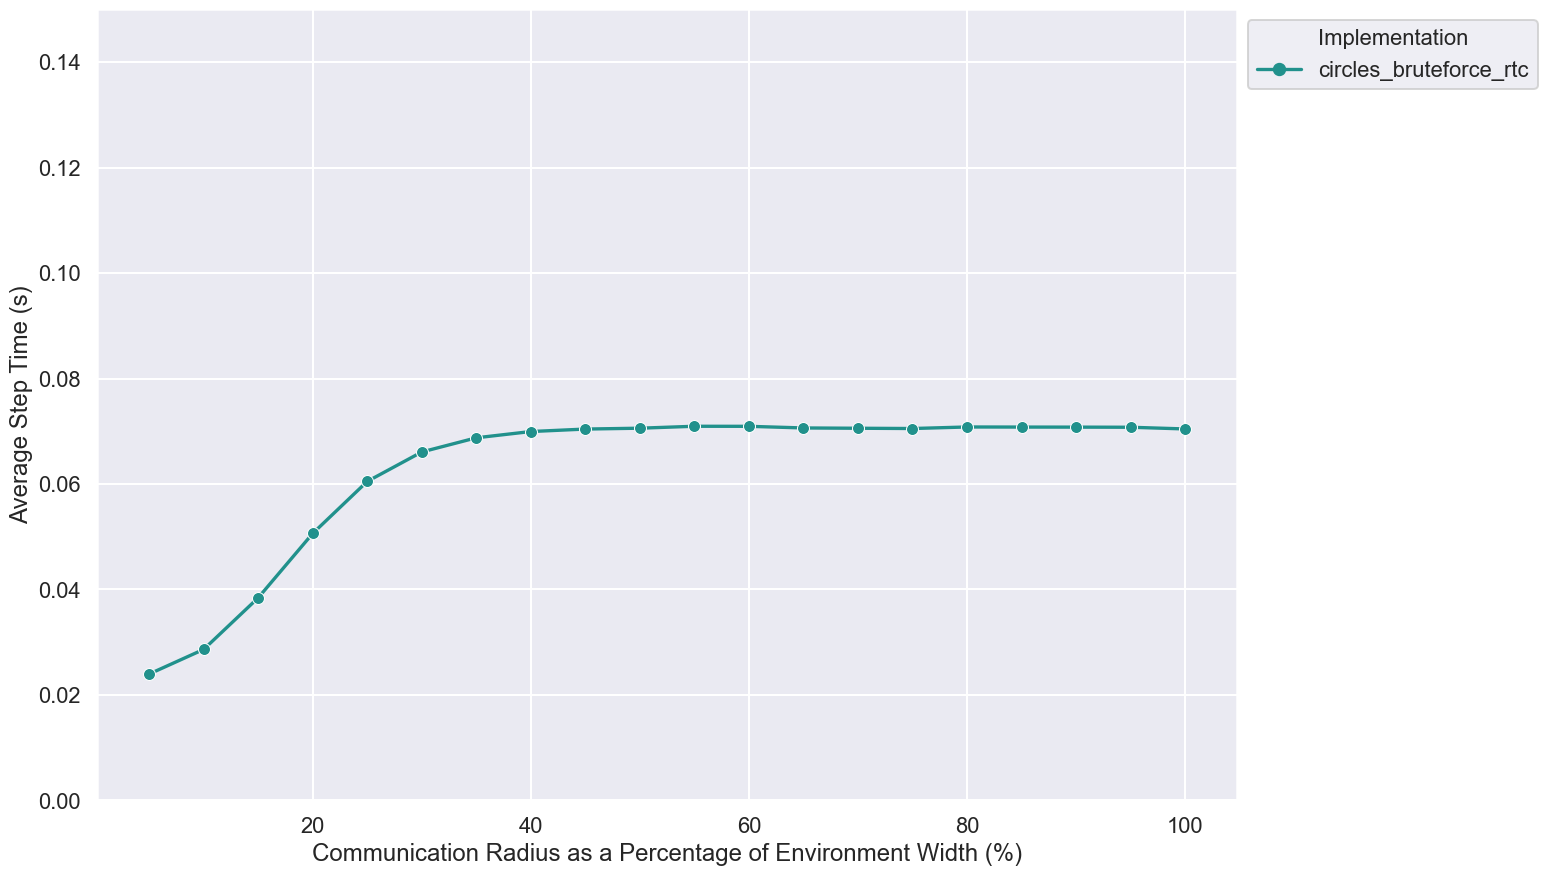 Implementation
circles_bruteforce_rtc
Average Step Time (s)
0.14
0.12
0.10
0.08
0.06
0.04
0.02
0.00
20 40 60 80 100
Communication Radius as a Percentage of Environment Width (%)